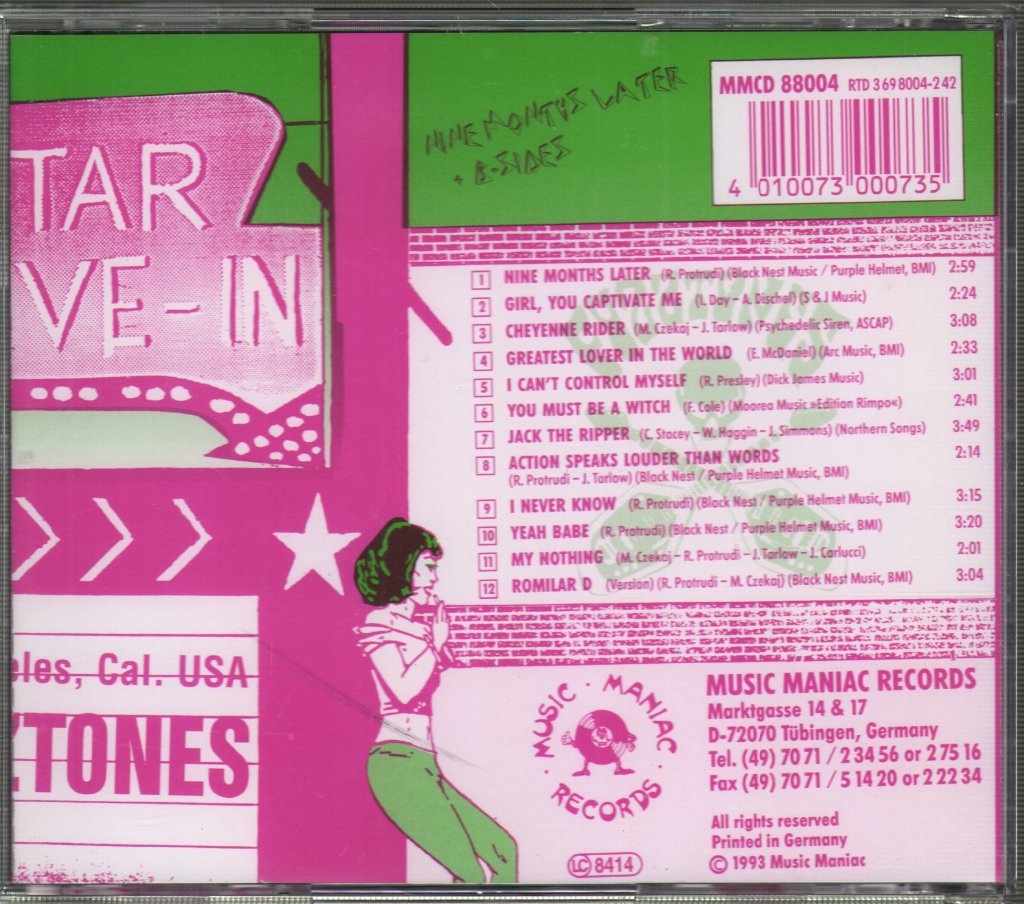 TAR
VE-IN
NINE MONTHS LATER
+ B-SIDES
MMCD 88004 RTD 3 69 8004-2 42
4 010073 000735
1 NINE MONTHS LATER (R. Protrudi) (Black Nest Music / Purple Helmet, BMI) 2:59
2 GIRL, YOU CAPTIVATE ME (I. Day – A. Dischel) (S & J Music) 2:24
3 CHEYENNE RIDER (M. Czekaj – J. Tarlow) (Psychedelic Siren, ASCAP) 3:08
4 GREATEST LOVER IN THE WORLD (E. McDaniel) (Arc Music, BMI) 2:33
5 I CAN'T CONTROL MYSELF (R. Presley) (Dick James Music) 3:01
6 YOU MUST BE A WITCH (F. Cole) (Moorea Music »Edition Rimpo«) 2:41
7 JACK THE RIPPER (C. Stacey – W. Haggin – J. Simmons) (Northern Songs) 3:49
8 ACTION SPEAKS LOUDER THAN WORDS 2:14
(R. Protrudi – J. Tarlow) (Black Nest / Purple Helmet Music, BMI)
9 I NEVER KNOW (R. Protrudi) (Black Nest / Purple Helmet Music, BMI) 3:15
10 YEAH BABE (R. Protrudi) (Black Nest / Purple Helmet Music, BMI) 3:20
11 MY NOTHING (M. Czekaj – R. Protrudi – J. Tarlow – J. Carlucci) 2:01
12 ROMILAR D (Version) (R. Protrudi – M. Czekaj) (Black Nest Music, BMI) 3:04
eles, Cal. USA
YTONES
MUSIC · MANIAC · RECORDS ·
LC 8414
MUSIC MANIAC RECORDS
Marktgasse 14 & 17
D-72070 Tübingen, Germany
Tel. (49) 70 71 / 2 34 56 or 2 75 16
Fax (49) 70 71 / 5 14 20 or 2 22 34
All rights reserved
Printed in Germany
© 1993 Music Maniac